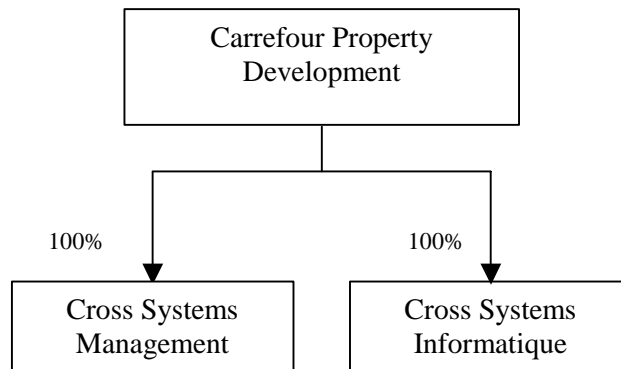 Carrefour Property
Development
100%
100%
Cross Systems
Management
Cross Systems
Informatique